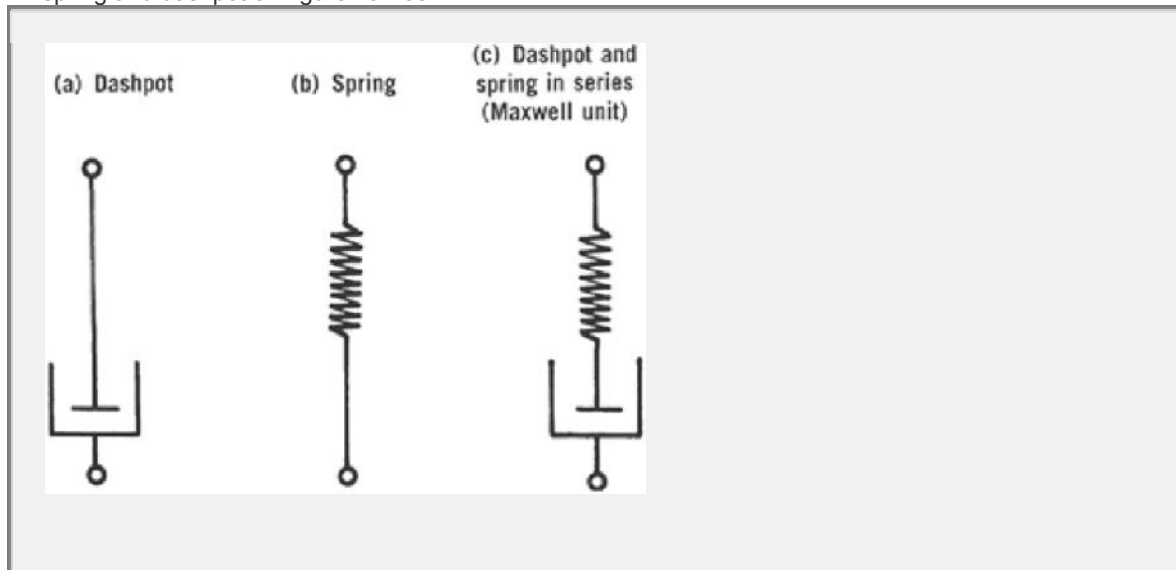 (a) Dashpot
(b) Spring
(c) Dashpot and
spring in series
(Maxwell unit)